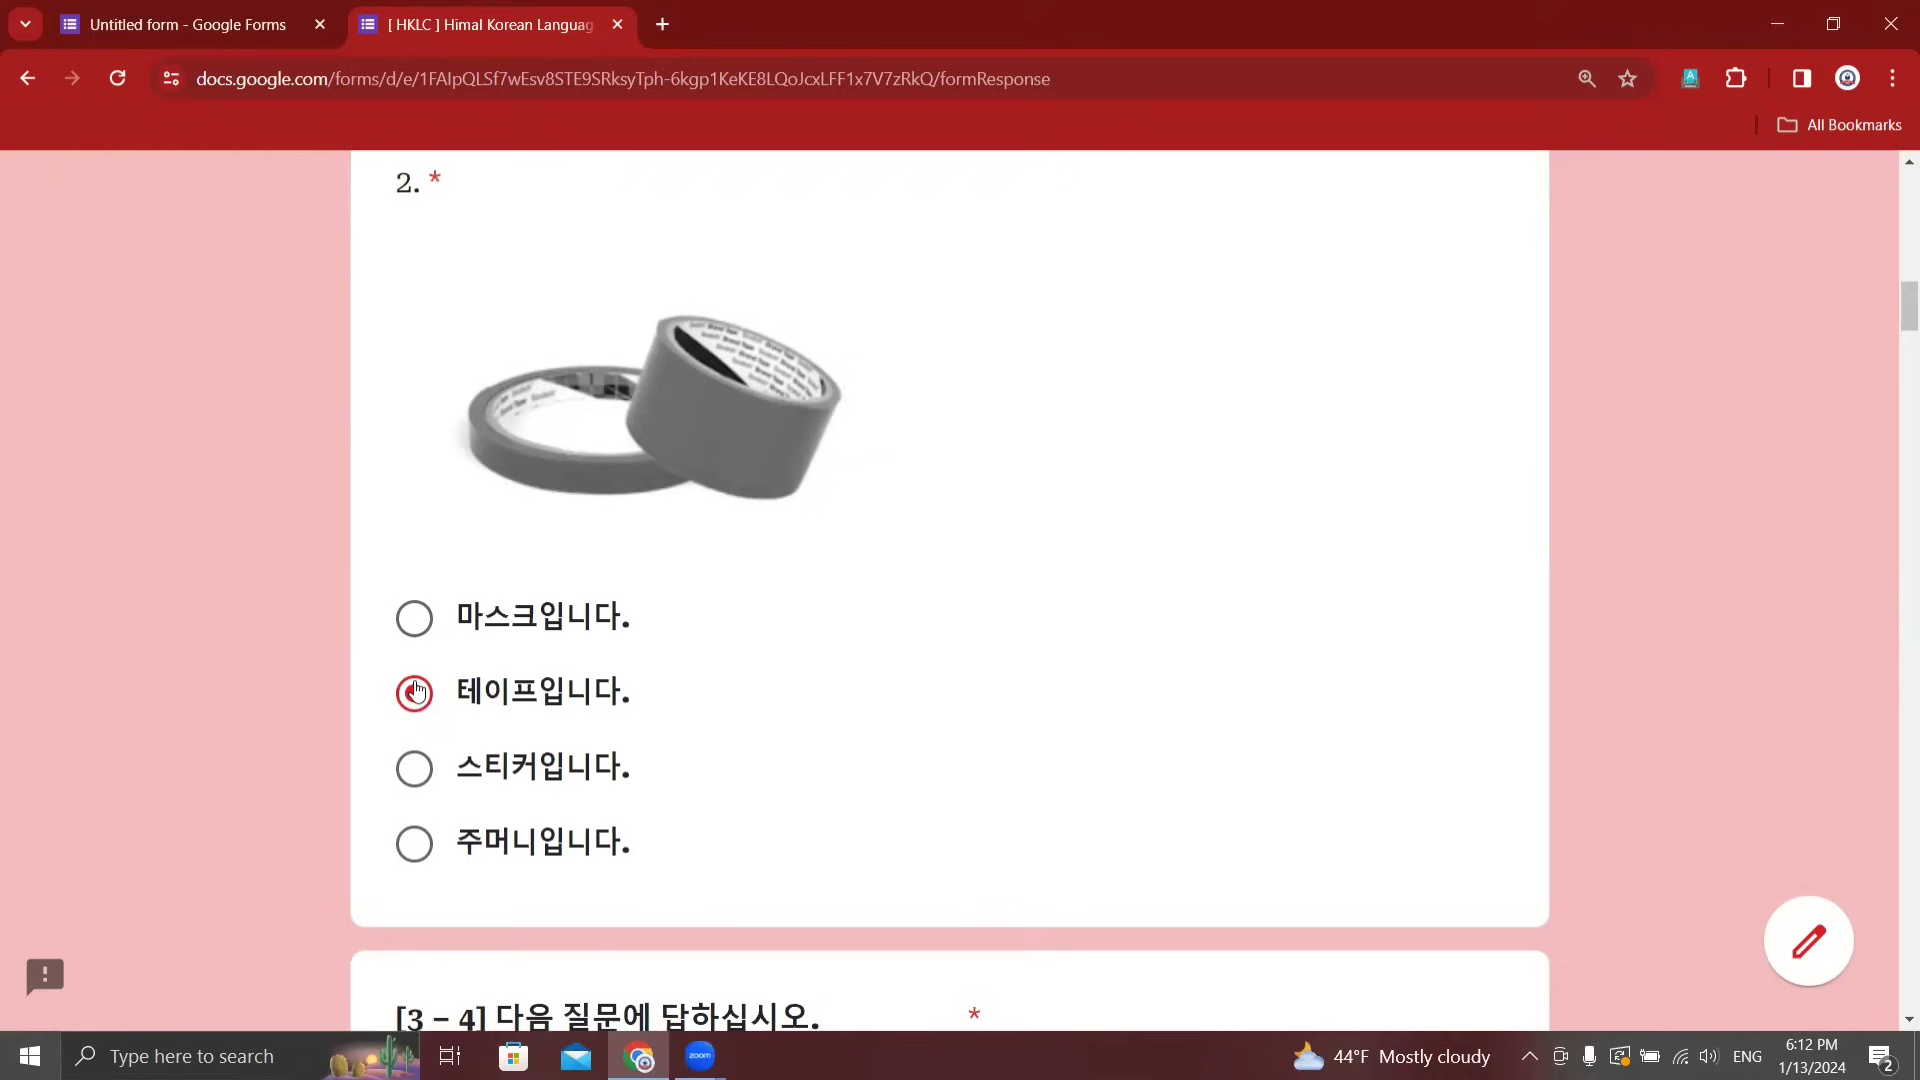 Untitled form - Google Forms
[ HKLC ] Himal Korean Languag
docs.google.com/forms/d/e/1FAIpQLSf7wEsv8STE9SRksyTph-6kgp1KeKE8LQoJcxLFF1x7V7zRkQ/formResponse
All Bookmarks
2. *
마스크입니다.
테이프입니다.
스티커입니다.
주머니입니다.
[3 – 4] 다음 질문에 답하십시오. *
Type here to search
zoom
44°F Mostly cloudy
ENG
6:12 PM
1/13/2024
2